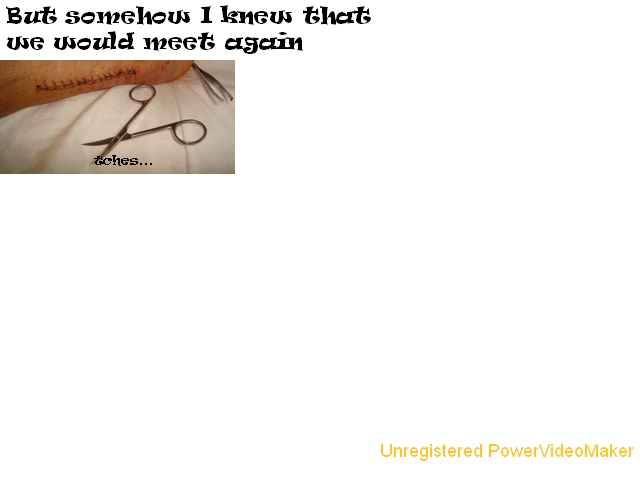 But somehow I knew that
we would meet again
tches...
Unregistered PowerVideoMaker